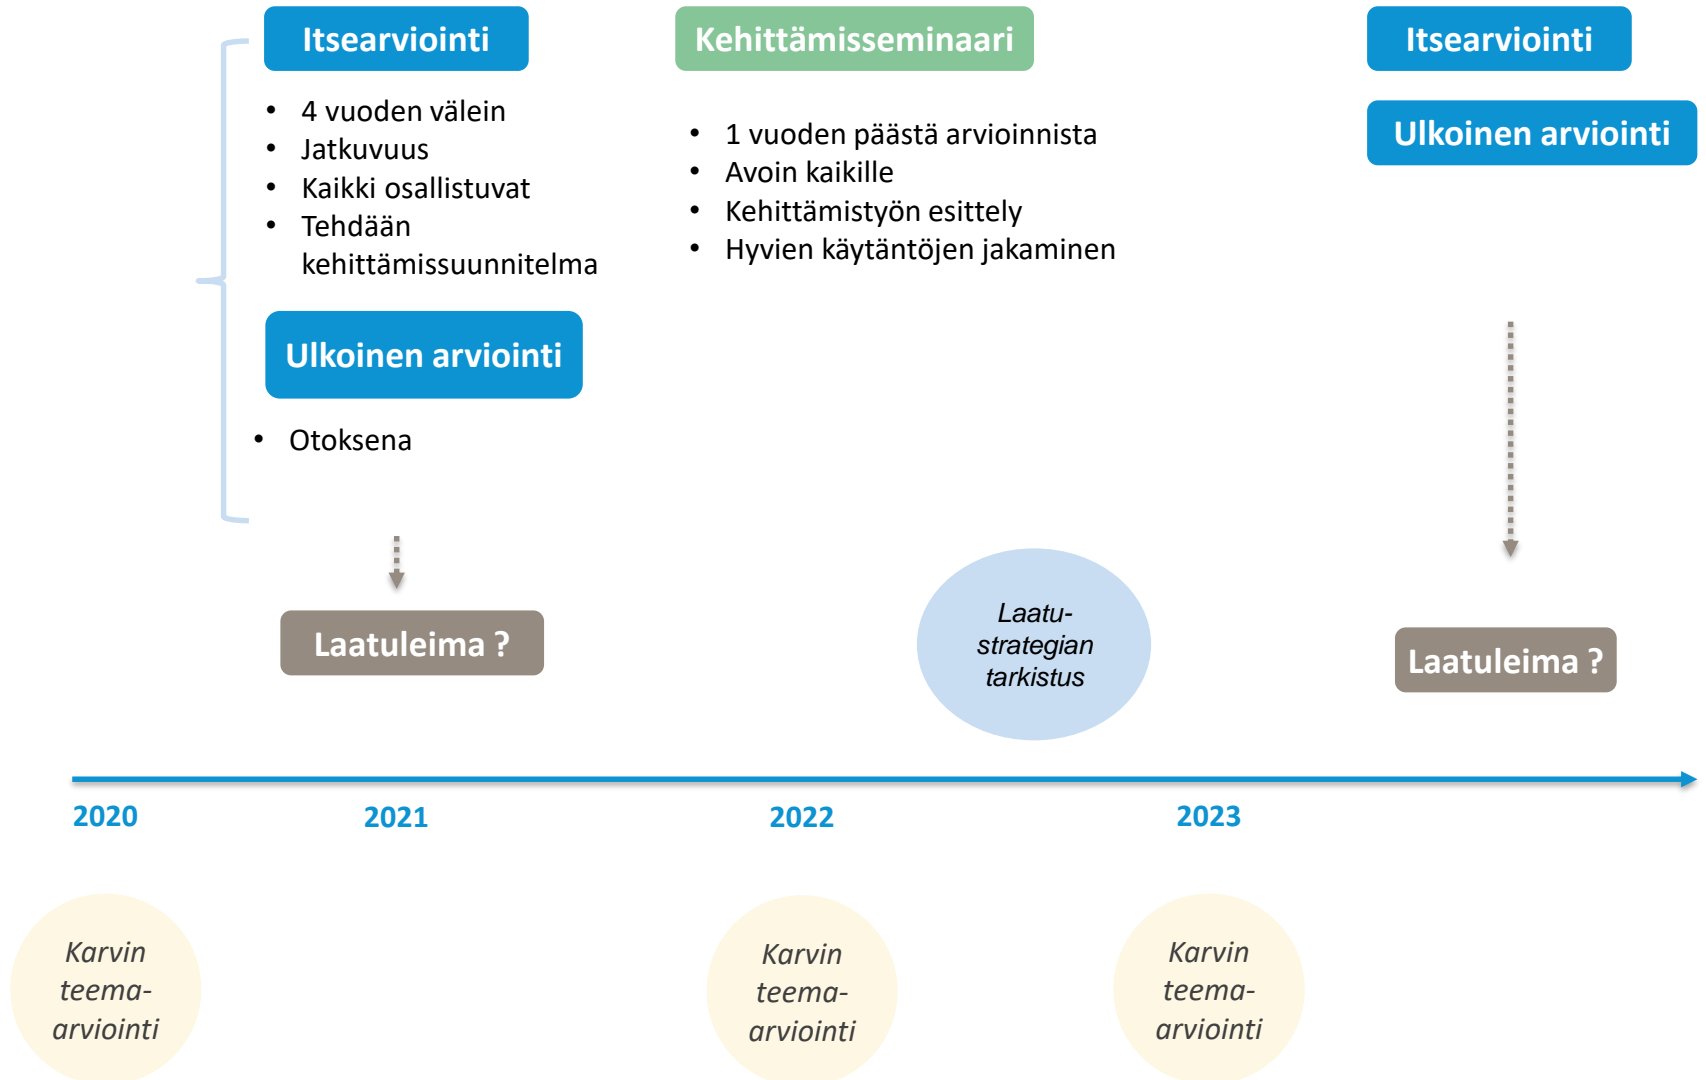 Itsearviointi
• 4 vuoden välein
• Jatkuvuus
• Kaikki osallistuvat
• Tehdään
kehittämissuunnitelma
Ulkoinen arviointi
• Otoksena
Laatuleima ?
Kehittämisseminaari
• 1 vuoden päästä arvioinnista
• Avoin kaikille
• Kehittämistyön esittely
• Hyvien käytäntöjen jakaminen
Laatu-
strategian
tarkistus
Itsearviointi
Ulkoinen arviointi
Laatuleima ?
2020
2021
2022
2023
Karvin
teema-
arviointi
Karvin
teema-
arviointi
Karvin
teema-
arviointi